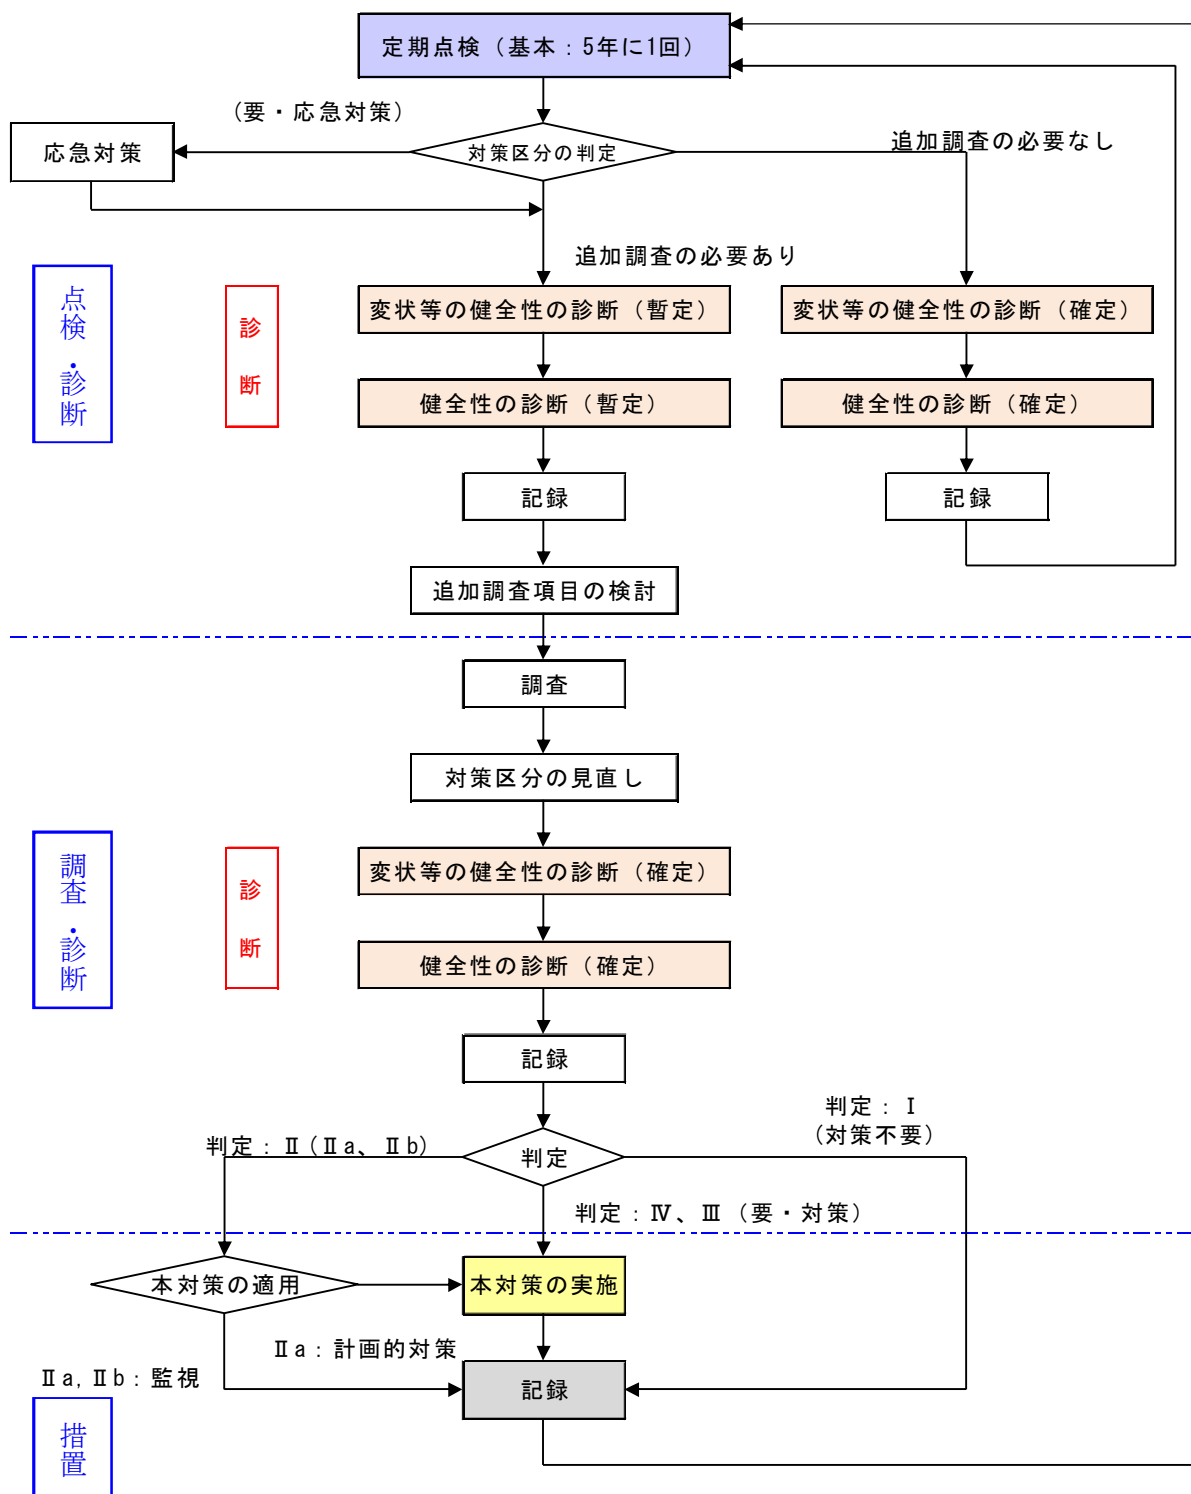 定期点検（基本：5年に1回）
(要・応急対策）
応急対策
対策区分の判定
追加調査の必要なし
追加調査の必要あり
点検・診断
診断
変状等の健全性の診断（暫定）
変状等の健全性の診断（確定）
健全性の診断（暫定）
健全性の診断（確定）
記録
記録
追加調査項目の検討
調査
対策区分の見直し
調査・診断
診断
変状等の健全性の診断（確定）
健全性の診断（確定）
記録
判定：Ⅰ
（対策不要）
判定：Ⅱ（Ⅱa、Ⅱb）
判定
判定：Ⅳ、Ⅲ（要・対策）
本対策の適用
本対策の実施
Ⅱa：計画的対策
Ⅱa,Ⅱb：監視
記録
措置